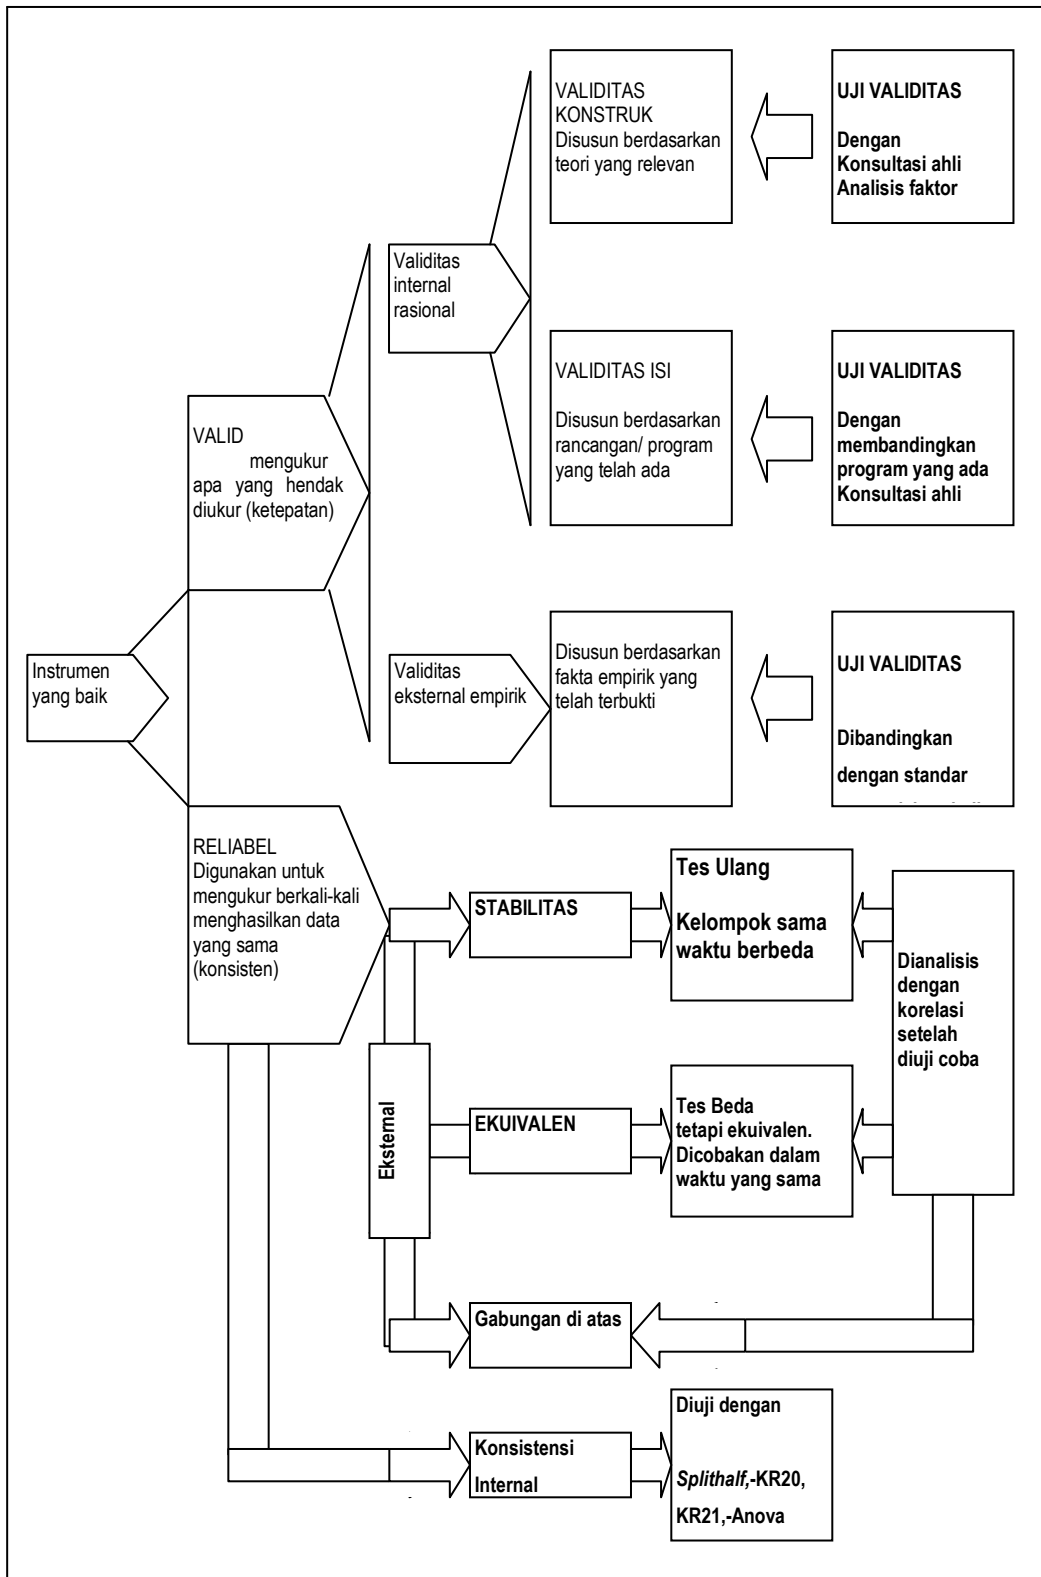 VALIDITAS
KONSTRUK
Disusun berdasarkan
teori yang relevan
UJI VALIDITAS
Dengan
Konsultasi ahli
Analisis faktor
Validitas
internal
rasional
VALIDITAS ISI
Disusun berdasarkan
rancangan/ program
yang telah ada
UJI VALIDITAS
Dengan
membandingkan
program yang ada
Konsultasi ahli
VALID
mengukur
apa yang hendak
diukur (ketepatan)
Instrumen
yang baik
Validitas
eksternal empirik
Disusun berdasarkan
fakta empirik yang
telah terbukti
UJI VALIDITAS
Dibandingkan
dengan standar
RELIABEL
Digunakan untuk
mengukur berkali-kali
menghasilkan data
yang sama
(konsisten)
STABILITAS
Tes Ulang
Kelompok sama
waktu berbeda
Dianalisis
dengan
korelasi
setelah
diuji coba
Eksternal
EKUIVALEN
Tes Beda
tetapi ekuivalen.
Dicobakan dalam
waktu yang sama
Gabungan di atas
Konsistensi
Internal
Diuji dengan
Splithalf,-KR20,
KR21,-Anova